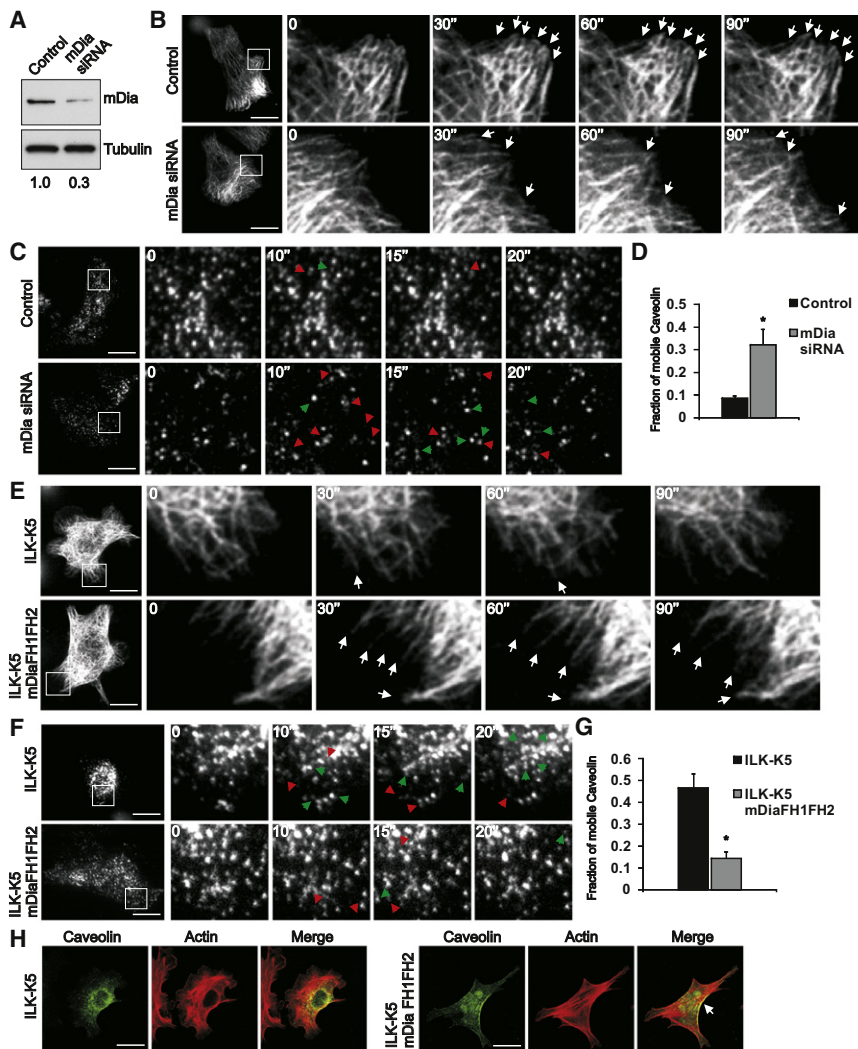 A
Control
mDia siRNA
mDia
Tubulin
1.0 0.3
B
Control
0 30’’ 60’’ 90’’
mDia siRNA
0 30’’ 60’’ 90’’
C
Control
0 10’’ 15’’ 20’’
mDia siRNA
0 10’’ 15’’ 20’’
D
Fraction of mobile Caveolin
0.5
0.4
0.3
0.2
0.1
0
*
Control
mDia siRNA
E
ILK-K5
0 30’’ 60’’ 90’’
ILK-K5 mDiaFH1FH2
0 30’’ 60’’ 90’’
F
ILK-K5
0 10’’ 15’’ 20’’
ILK-K5 mDiaFH1FH2
0 10’’ 15’’ 20’’
G
Fraction of mobile Caveolin
0.6
0.5
0.4
0.3
0.2
0.1
0
*
ILK-K5
ILK-K5 mDiaFH1FH2
H
Caveolin Actin Merge
ILK-K5
Caveolin Actin Merge
ILK-K5 mDia FH1FH2